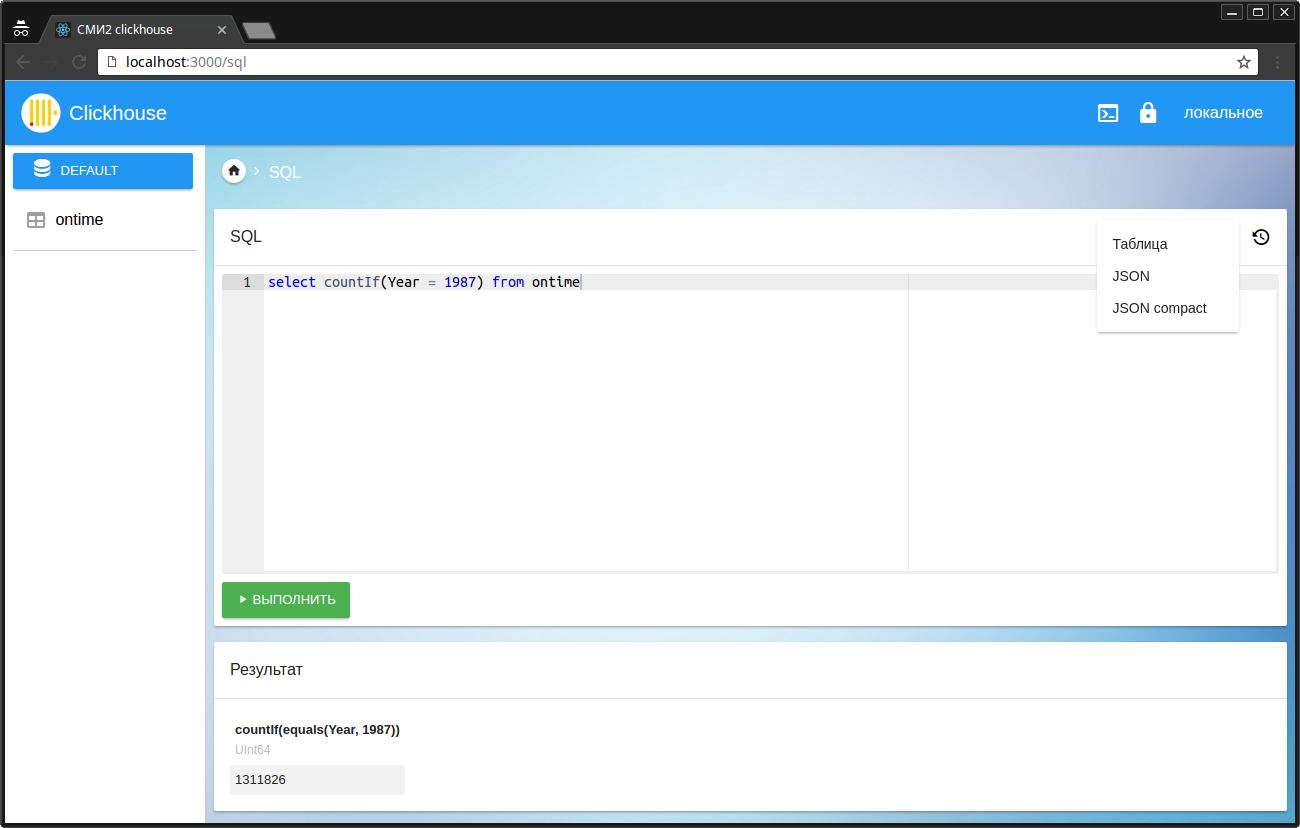 СМИ2 clickhouse
localhost:3000/sql
Clickhouse
локальное
DEFAULT
ontime
SQL
SQL
Таблица
JSON
JSON compact
1 select countIf(Year = 1987) from ontime
ВЫПОЛНИТЬ
Результат
countIf(equals(Year, 1987))
UInt64
1311826